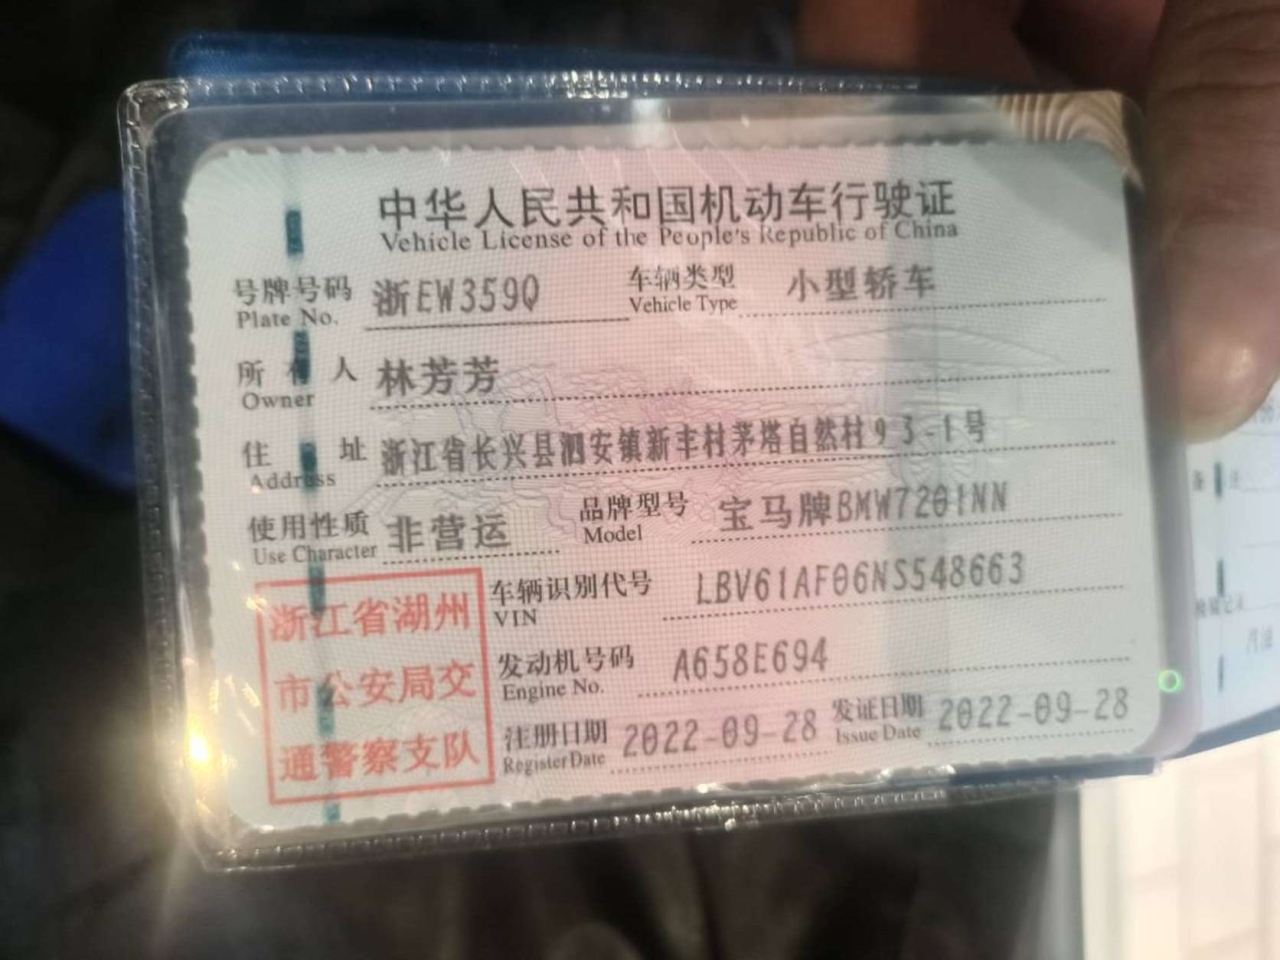 中华人民共和国机动车行驶证
Vehicle License of the People's Republic of China
号牌号码 浙EW359Q 车辆类型 小型轿车
Plate No. Vehicle Type
所有人 林芳芳
Owner
住址 浙江省长兴县泗安镇新丰村茅塔自然村93-1号
Address
使用性质 非营运 品牌型号 宝马牌BMW7201NN
Use Character Model
车辆识别代号 LBV61AF06NS548663
VIN
发动机号码 A658E694
Engine No.
注册日期 2022-09-28 发证日期 2022-09-28
Register Date Issue Date
浙江省湖州
市公安局交
通警察支队